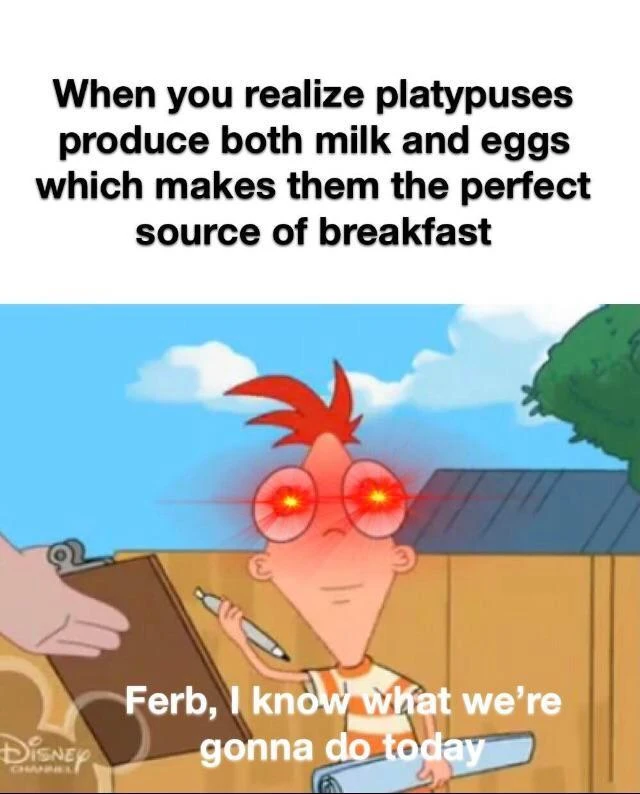 When you realize platypuses
produce both milk and eggs
which makes them the perfect
source of breakfast
Ferb, I know what we're
gonna do today
DISNEY
CHANNEL